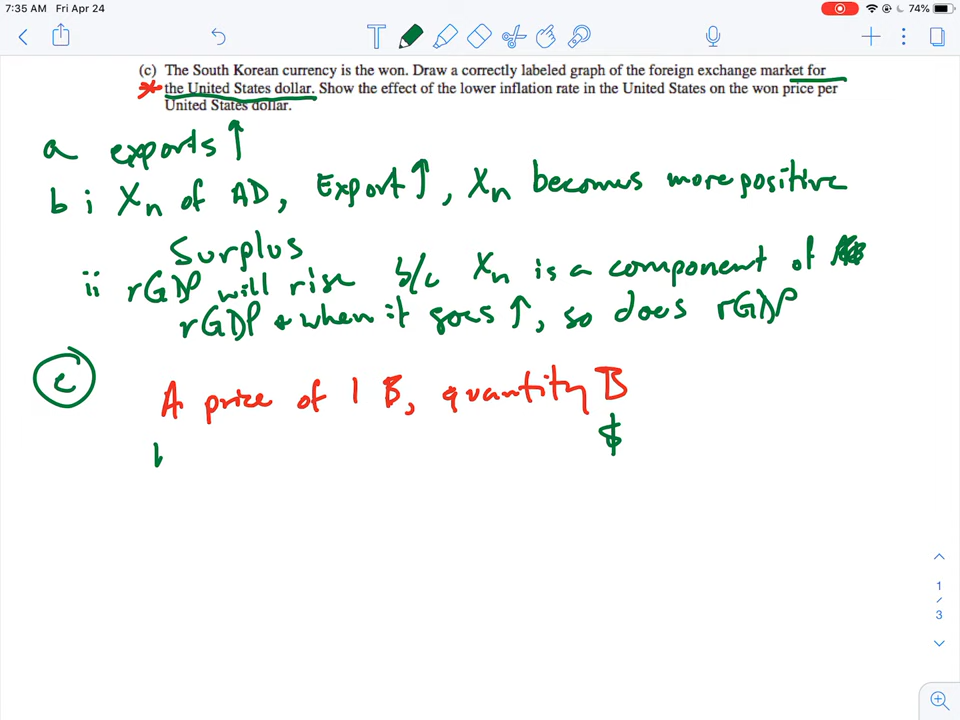 7:35 AM Fri Apr 24
74%
(c) The South Korean currency is the won. Draw a correctly labeled graph of the foreign exchange market for
the United States dollar. Show the effect of the lower inflation rate in the United States on the won price per
United States dollar.
a exports ↑
b i Xn of AD, Export ↑, Xn becomes more positive
Surplus
ii rGDP will rise b/c Xn is a component of
rGDP + when it goes ↑, so does rGDP
c
A price of 1 B, quantity B
$
1
/
3